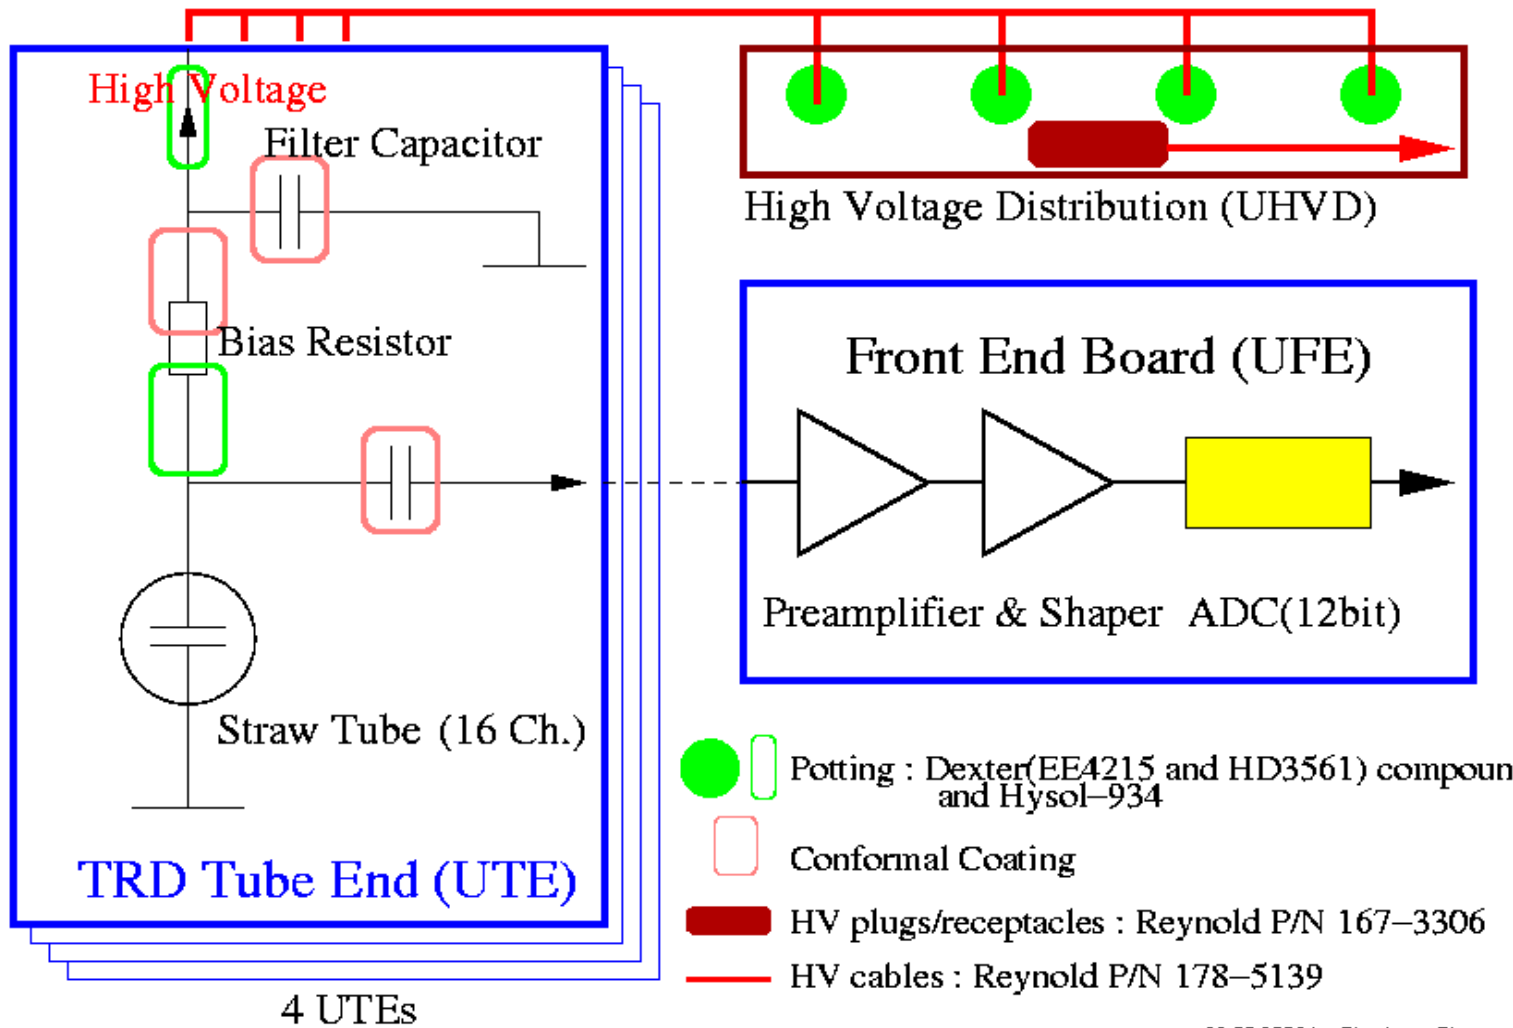 High Voltage
Filter Capacitor
Bias Resistor
Straw Tube (16 Ch.)
TRD Tube End (UTE)
4 UTEs
High Voltage Distribution (UHVD)
Front End Board (UFE)
Preamplifier & Shaper ADC(12bit)
Potting : Dexter(EE4215 and HD3561) compoun
and Hysol–934
Conformal Coating
HV plugs/receptacles : Reynold P/N 167–3306
HV cables : Reynold P/N 178–5139